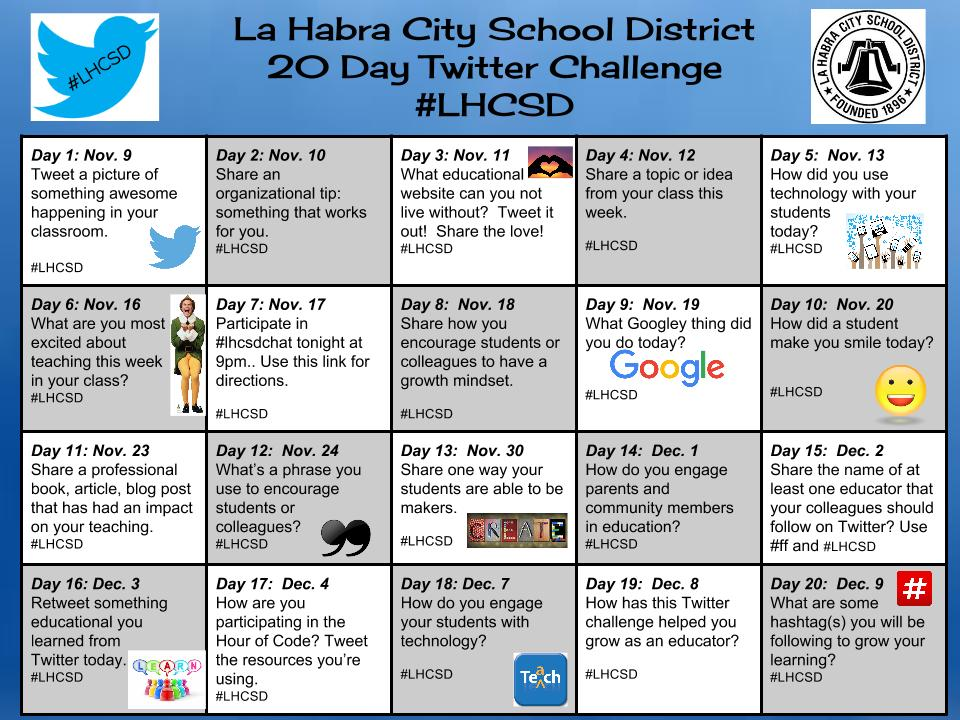 #LHCSD
La Habra City School District
20 Day Twitter Challenge
#LHCSD
LA HABRA CITY SCHOOL DISTRICT
FOUNDED 1896
Day 1: Nov. 9
Tweet a picture of
something awesome
happening in your
classroom.
#LHCSD
Day 2: Nov. 10
Share an
organizational tip:
something that works
for you.
#LHCSD
Day 3: Nov. 11
What educational
website can you not
live without? Tweet it
out! Share the love!
#LHCSD
Day 4: Nov. 12
Share a topic or idea
from your class this
week.
#LHCSD
Day 5: Nov. 13
How did you use
technology with your
students
today?
#LHCSD
Day 6: Nov. 16
What are you most
excited about
teaching this week
in your class?
#LHCSD
Day 7: Nov. 17
Participate in
#lhcsdchat tonight at
9pm.. Use this link for
directions.
#LHCSD
Day 8: Nov. 18
Share how you
encourage students or
colleagues to have a
growth mindset.
#LHCSD
Day 9: Nov. 19
What Googley thing did
you do today?
Google
#LHCSD
Day 10: Nov. 20
How did a student
make you smile today?
#LHCSD
Day 11: Nov. 23
Share a professional
book, article, blog post
that has had an impact
on your teaching.
#LHCSD
Day 12: Nov. 24
What's a phrase you
use to encourage
students or
colleagues?
#LHCSD
Day 13: Nov. 30
Share one way your
students are able to be
makers.
#LHCSD
CREATE
Day 14: Dec. 1
How do you engage
parents and
community members
in education?
#LHCSD
Day 15: Dec. 2
Share the name of at
least one educator that
your colleagues should
follow on Twitter? Use
#ff and #LHCSD
Day 16: Dec. 3
Retweet something
educational you
learned from
Twitter today.
#LHCSD
LEARN
Day 17: Dec. 4
How are you
participating in the
Hour of Code? Tweet
the resources you're
using.
#LHCSD
Day 18: Dec. 7
How do you engage
your students with
technology?
#LHCSD
a
Te^ch
Day 19: Dec. 8
How has this Twitter
challenge helped you
grow as an educator?
#LHCSD
Day 20: Dec. 9
#
What are some
hashtag(s) you will be
following to grow your
learning?
#LHCSD